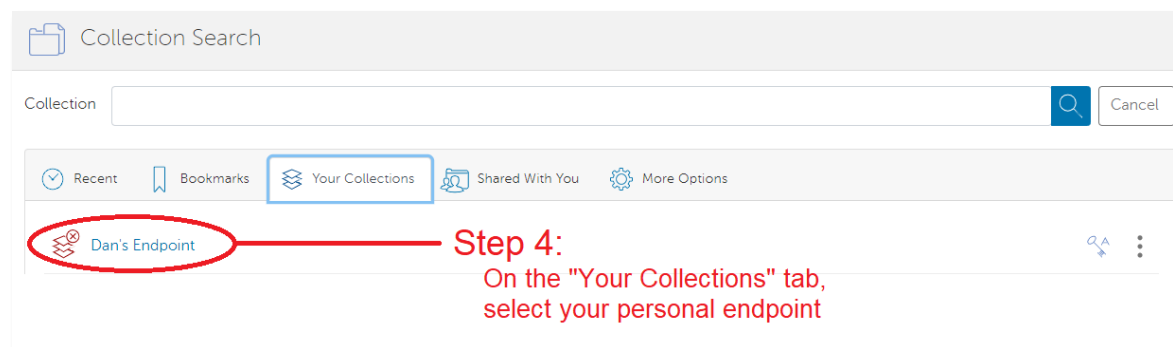 Collection Search
Collection
Cancel
Recent
Bookmarks
Your Collections
Shared With You
More Options
Dan's Endpoint
Step 4:
On the "Your Collections" tab,
select your personal endpoint